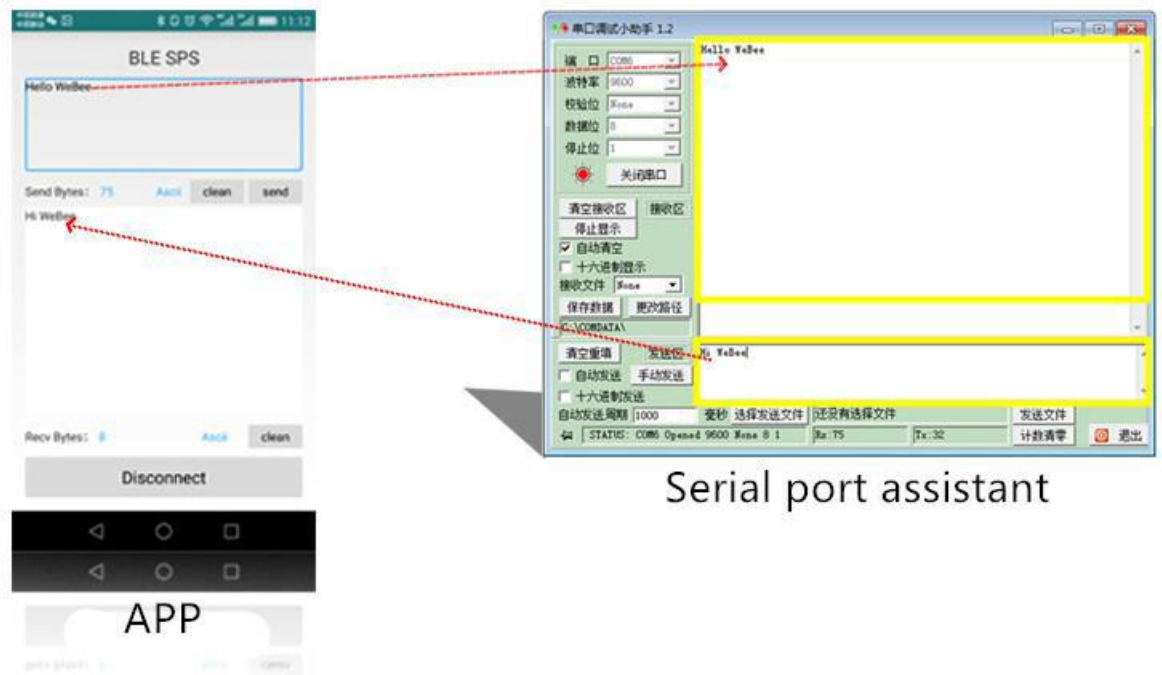 11:12
BLE SPS
Hello WeBee
Send Bytes: 75 Ascii clean send
Hi WeBee
Recv Bytes: 8 Ascii clean
Disconnect
APP
串口调试小助手 1.2
端 口 COM6
波特率 9600
校验位 None
数据位 8
停止位 1
关闭串口
清空接收区 接收区
停止显示
自动清空
十六进制显示
接收文件 None
保存数据 更改路径
G:\COMDATA\
Hello WeBee
清空重填 发送区
Hi WeBee
自动发送 手动发送
十六进制发送
自动发送周期 1000 毫秒 选择发送文件 还没有选择文件 发送文件
STATUS: COM6 Opened 9600 None 8 1 Rx:75 Tx:32 计数清零 退出
Serial port assistant